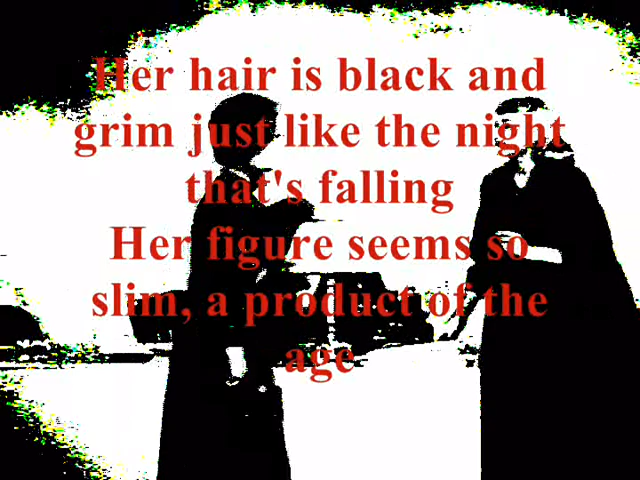 Her hair is black and
grim just like the night
that's falling
Her figure seems so
slim, a product of the
age